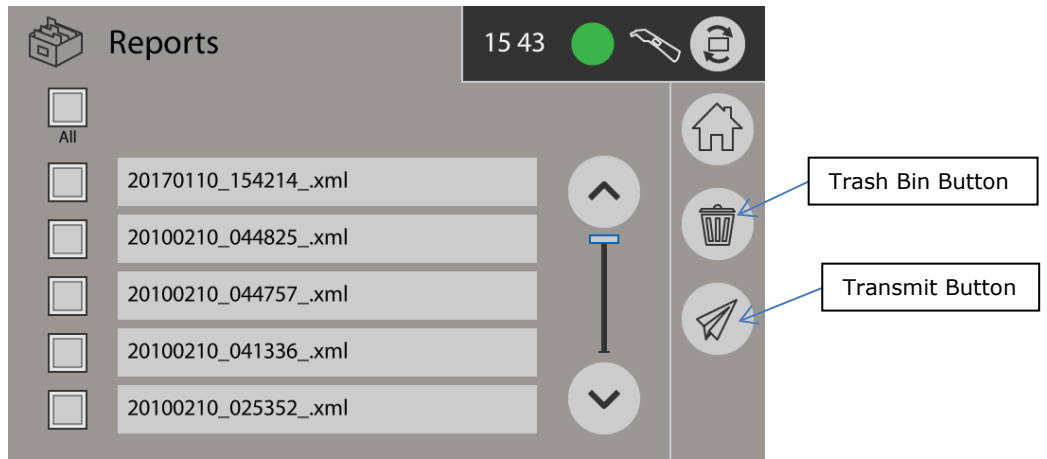 Reports
15 43
All
20170110_154214_.xml
20100210_044825_.xml
20100210_044757_.xml
20100210_041336_.xml
20100210_025352_.xml
Trash Bin Button
Transmit Button